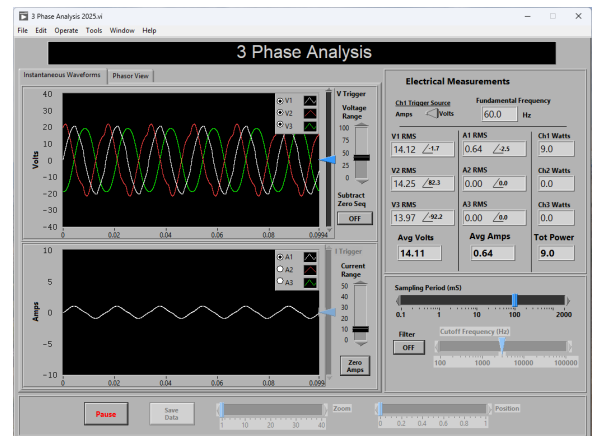 3 Phase Analysis 2025.vi
File Edit Operate Tools Window Help
3 Phase Analysis
Instantaneous Waveforms Phasor View
40
30
20
10
0
-10
-20
-30
-40
Volts
0 0.02 0.04 0.06 0.08 0.0994
V1
V2
V3
V Trigger
Voltage
Range
100
75
50
25
0
Subtract
Zero Seq
OFF
10
5
0
-5
-10
Amps
0 0.02 0.04 0.06 0.08 0.099
A1
A2
A3
I Trigger
Current
Range
50
40
30
20
10
0
Zero
Amps
Electrical Measurements
Ch1 Trigger Source
Amps Volts
Fundamental Frequency
60.0 Hz
V1 RMS A1 RMS Ch1 Watts
14.12 -1.7 0.64 -2.5 9.0
V2 RMS A2 RMS Ch2 Watts
14.25 82.3 0.00 0.0 0.0
V3 RMS A3 RMS Ch3 Watts
13.97 -92.2 0.00 0.0 0.0
Avg Volts Avg Amps Tot Power
14.11 0.64 9.0
Sampling Period (mS)
0.1 1 10 100 2000
Filter
OFF
Cutoff Frequency (Hz)
100 1000 10000 100000
Pause
Save
Data
Zoom
1 10 20 30 40
Position
0 0.2 0.4 0.6 0.8 1